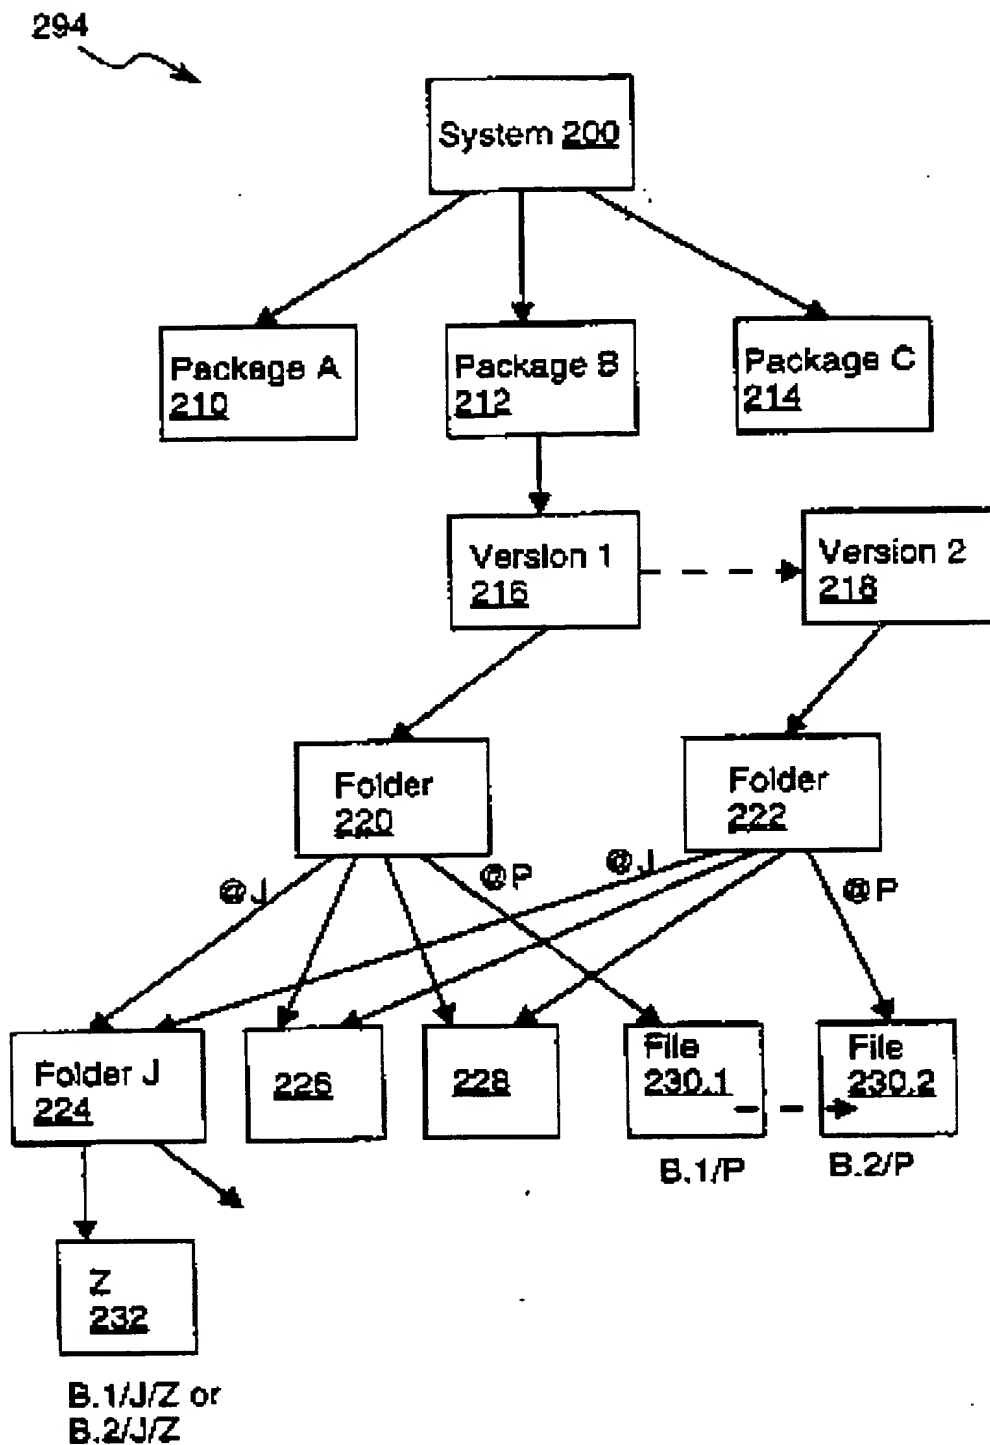 294
System 200
Package A
210
Package B
212
Package C
214
Version 1
216
Version 2
218
Folder
220
Folder
222
@J
@P
@J
@P
Folder J
224
226
228
File
230.1
File
230.2
B.1/P
B.2/P
Z
232
B.1/J/Z or
B.2/J/Z